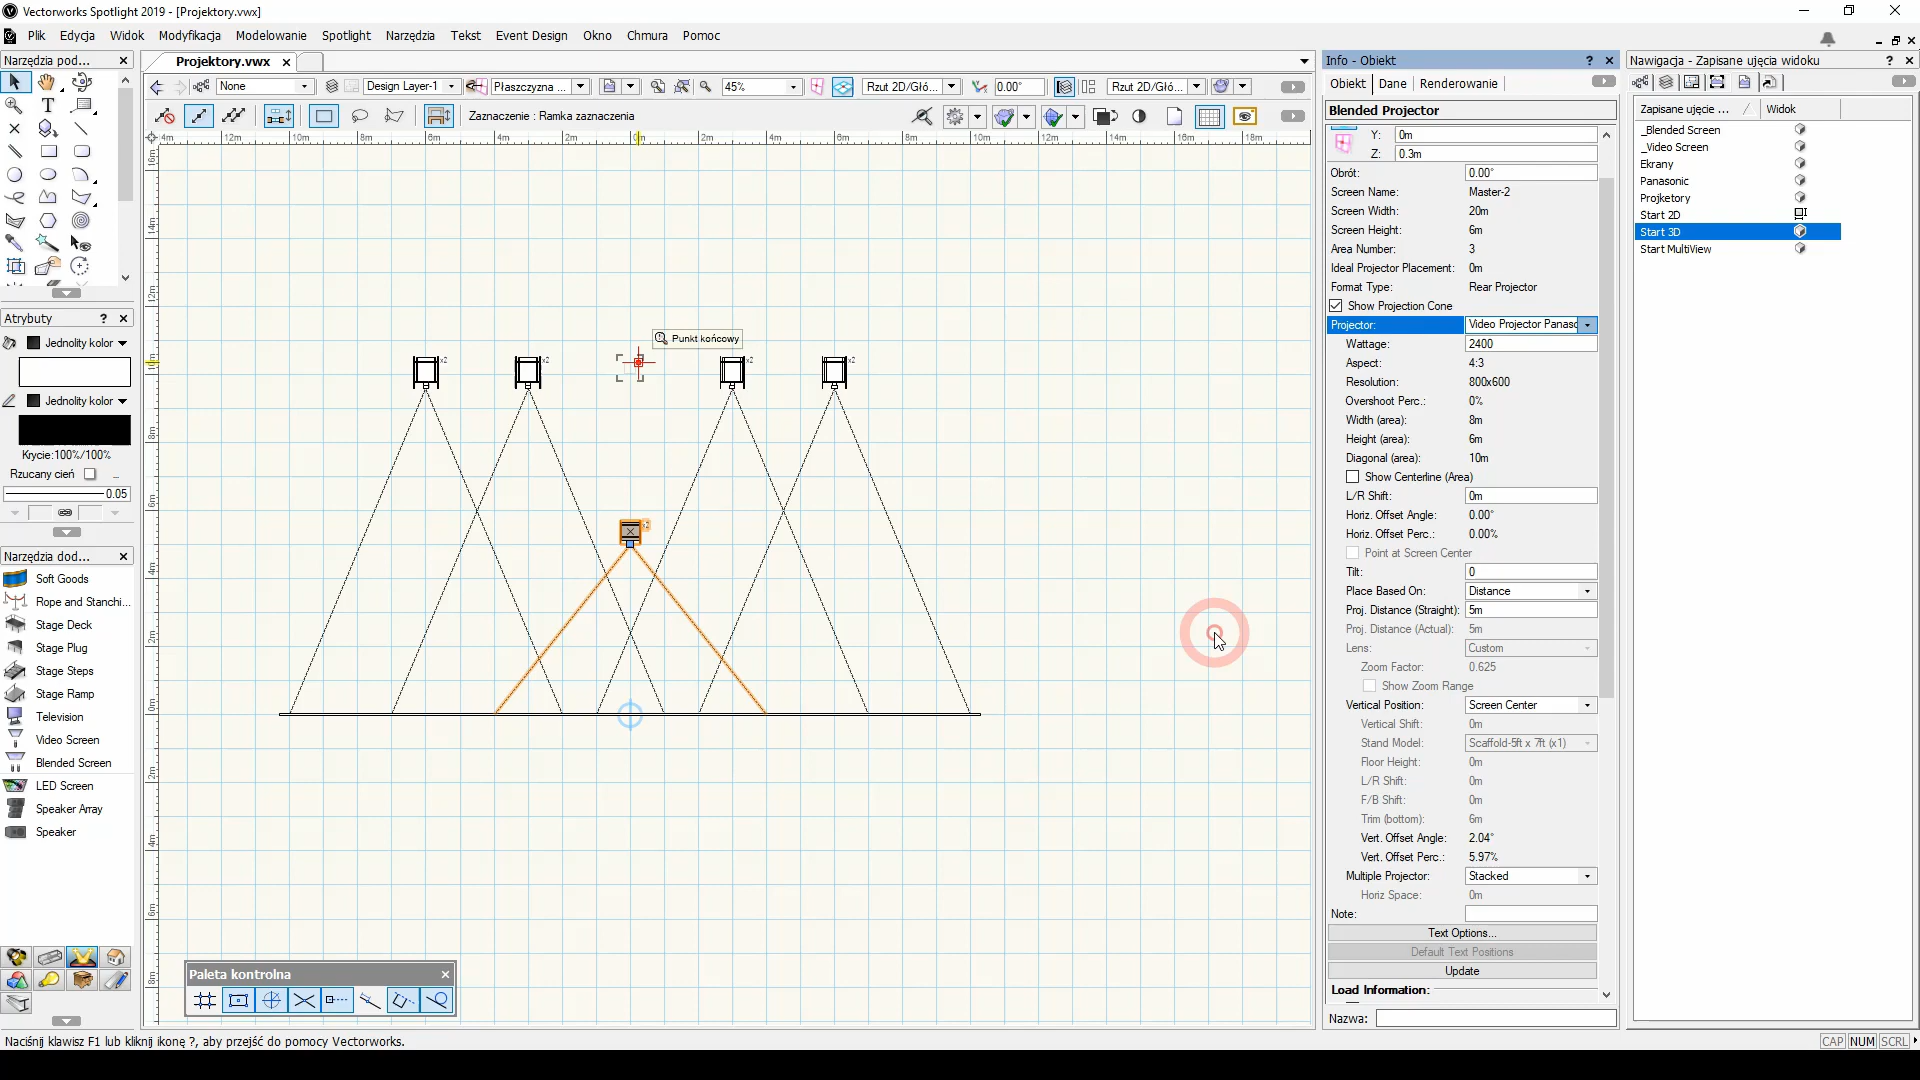 Vectorworks Spotlight 2019 - [Projektory.vwx]
Plik Edycja Widok Modyfikacja Modelowanie Spotlight Narzędzia Tekst Event Design Okno Chmura Pomoc
Narzędzia pod...
Projektory.vwx
None
Design Layer-1
Płaszczyzna ...
45%
Rzut 2D/Głó...
0.00°
Rzut 2D/Głó...
Zaznaczenie : Ramka zaznaczenia
Punkt końcowy
Atrybuty
Jednolity kolor
Jednolity kolor
Krycie:100%/100%
Rzucany cień
0.05
Narzędzia dod...
Soft Goods
Rope and Stanchi...
Stage Deck
Stage Plug
Stage Steps
Stage Ramp
Television
Video Screen
Blended Screen
LED Screen
Speaker Array
Speaker
Paleta kontrolna
Info - Obiekt
Obiekt Dane Renderowanie
Blended Projector
Y: 0m
Z: 0.3m
Obrót: 0.00°
Screen Name: Master-2
Screen Width: 20m
Screen Height: 6m
Area Number: 3
Ideal Projector Placement: 0m
Format Type: Rear Projector
Show Projection Cone
Projector: Video Projector Panasc
Wattage: 2400
Aspect: 4:3
Resolution: 800x600
Overshoot Perc.: 0%
Width (area): 8m
Height (area): 6m
Diagonal (area): 10m
Show Centerline (Area)
L/R Shift: 0m
Horiz. Offset Angle: 0.00°
Horiz. Offset Perc.: 0.00%
Point at Screen Center
Tilt: 0
Place Based On: Distance
Proj. Distance (Straight): 5m
Proj. Distance (Actual): 5m
Lens: Custom
Zoom Factor: 0.625
Show Zoom Range
Vertical Position: Screen Center
Vertical Shift: 0m
Stand Model: Scaffold-5ft x 7ft (x1)
Floor Height: 0m
L/R Shift: 0m
F/B Shift: 0m
Trim (bottom): 6m
Vert. Offset Angle: 2.04°
Vert. Offset Perc.: 5.97%
Multiple Projector: Stacked
Horiz Space: 0m
Note:
Text Options...
Default Text Positions
Update
Load Information:
Nazwa:
Nawigacja - Zapisane ujęcia widoku
Zapisane ujęcie ... Widok
_Blended Screen
_Video Screen
Ekrany
Panasonic
Projketory
Start 2D
Start 3D
Start MultiView
Naciśnij klawisz F1 lub kliknij ikonę ?, aby przejść do pomocy Vectorworks.
CAP NUM SCRL